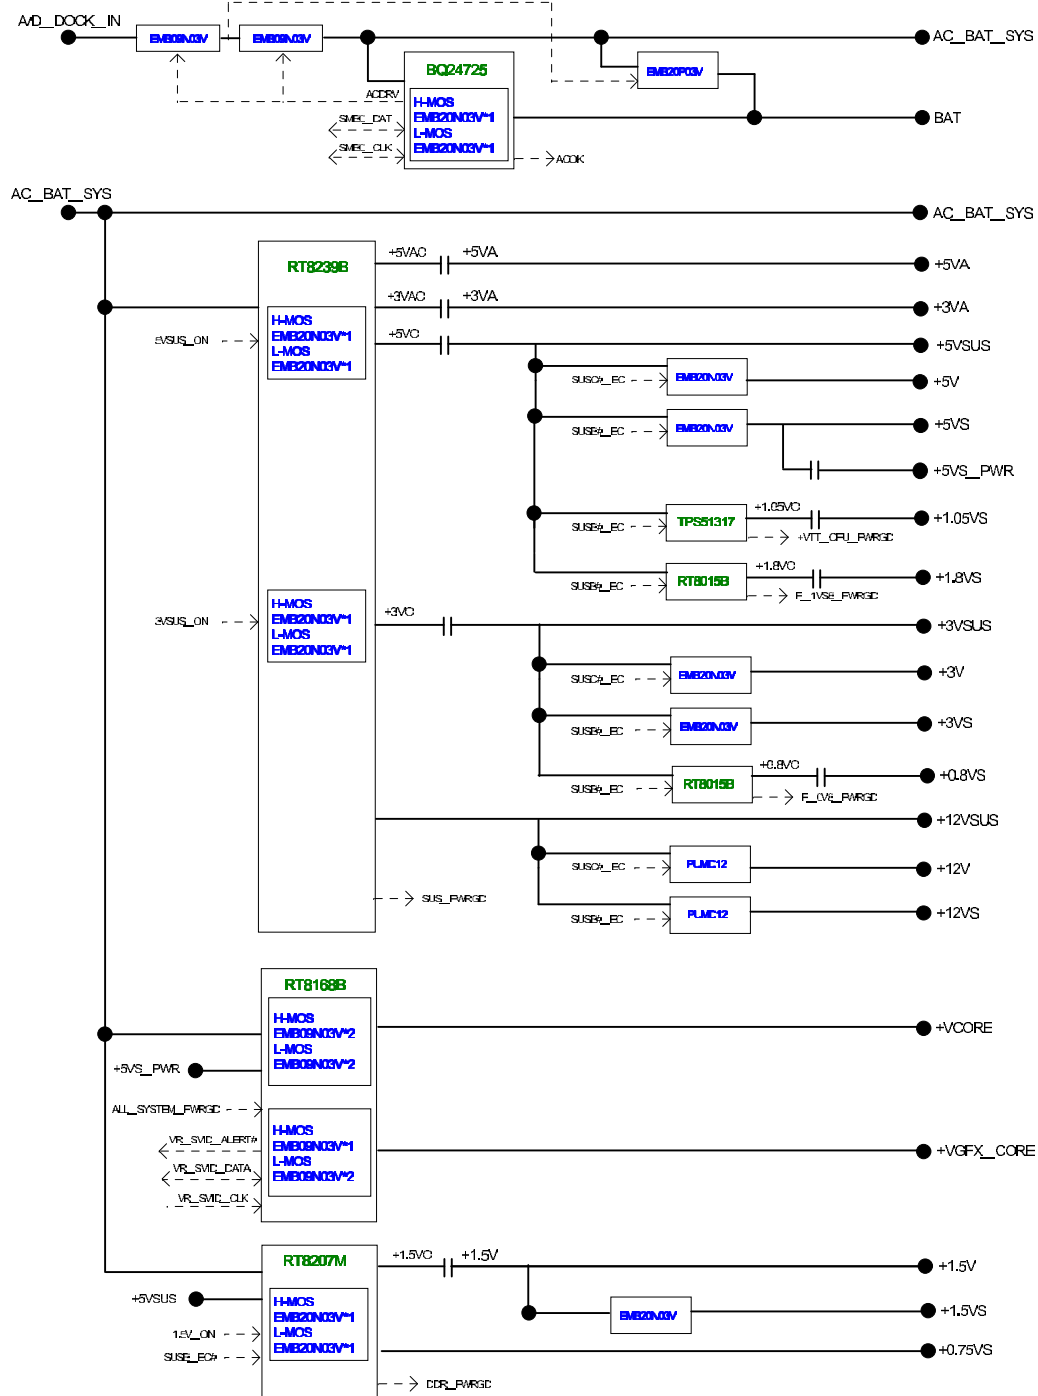 A/D_DOCK_IN
EMB09N03V
EMB09N03V
AC_BAT_SYS
BQ24725
EMB20P03V
ACDRV
H-MOS
EMB20N03V*1
L-MOS
EMB20N03V*1
SMBC_DAT
SMBC_CLK
BAT
ACOK
AC_BAT_SYS
AC_BAT_SYS
RT8239B
+5VAC
+5VA
+5VA
+3VAC
+3VA
+3VA
H-MOS
EMB20N03V*1
L-MOS
EMB20N03V*1
5VSUS_ON
+5VC
+5VSUS
SUSC#_EC
EMB20N03V
+5V
SUSB#_EC
EMB20N03V
+5VS
+5VS_PWR
SUSB#_EC
TPS51317
+1.05VC
+1.05VS
+VTT_CPU_PWRGD
SUSB#_EC
RT8015B
+1.8VC
+1.8VS
P_1VS8_PWRGD
H-MOS
EMB20N03V*1
L-MOS
EMB20N03V*1
3VSUS_ON
+3VC
+3VSUS
SUSC#_EC
EMB20N03V
+3V
SUSB#_EC
EMB20N03V
+3VS
SUSB#_EC
RT8015B
+0.8VC
+0.8VS
P_0V8_PWRGD
+12VSUS
SUSC#_EC
PUMC12
+12V
SUSB#_EC
PUMC12
+12VS
SUS_PWRGD
RT8168B
H-MOS
EMB09N03V*2
L-MOS
EMB09N03V*2
+VCORE
+5VS_PWR
ALL_SYSTEM_PWRGD
H-MOS
EMB09N03V*1
L-MOS
EMB09N03V*2
VR_SVID_ALERT#
VR_SVID_DATA
VR_SVID_CLK
+VGFX_CORE
RT8207M
+1.5VC
+1.5V
+1.5V
+5VSUS
H-MOS
EMB20N03V*1
L-MOS
EMB20N03V*1
EMB20N03V
+1.5VS
1.5V_ON
SUSB_EC#
+0.75VS
DDR_PWRGD